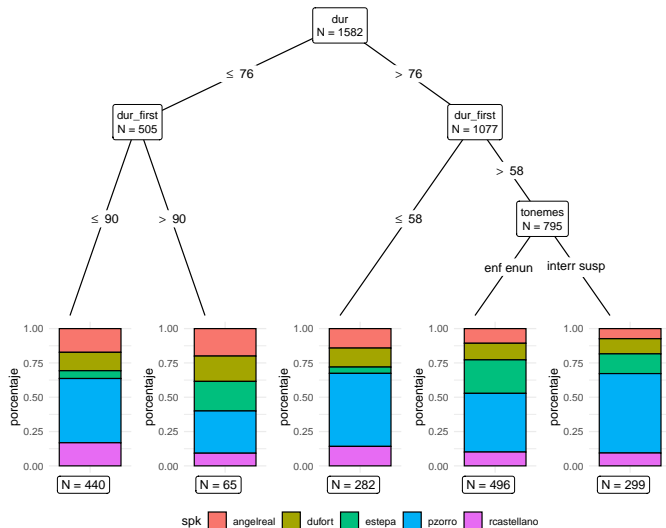 dur
N = 1582
≤ 76
> 76
dur_first
N = 505
dur_first
N = 1077
> 58
≤ 90
> 90
≤ 58
tonemes
N = 795
enf enun
interr susp
porcentaje
1.00
0.75
0.50
0.25
0.00
N = 440
porcentaje
1.00
0.75
0.50
0.25
0.00
N = 65
porcentaje
1.00
0.75
0.50
0.25
0.00
N = 282
porcentaje
1.00
0.75
0.50
0.25
0.00
N = 496
porcentaje
1.00
0.75
0.50
0.25
0.00
N = 299
spk angelreal dufort estepa pzorro rcastellano